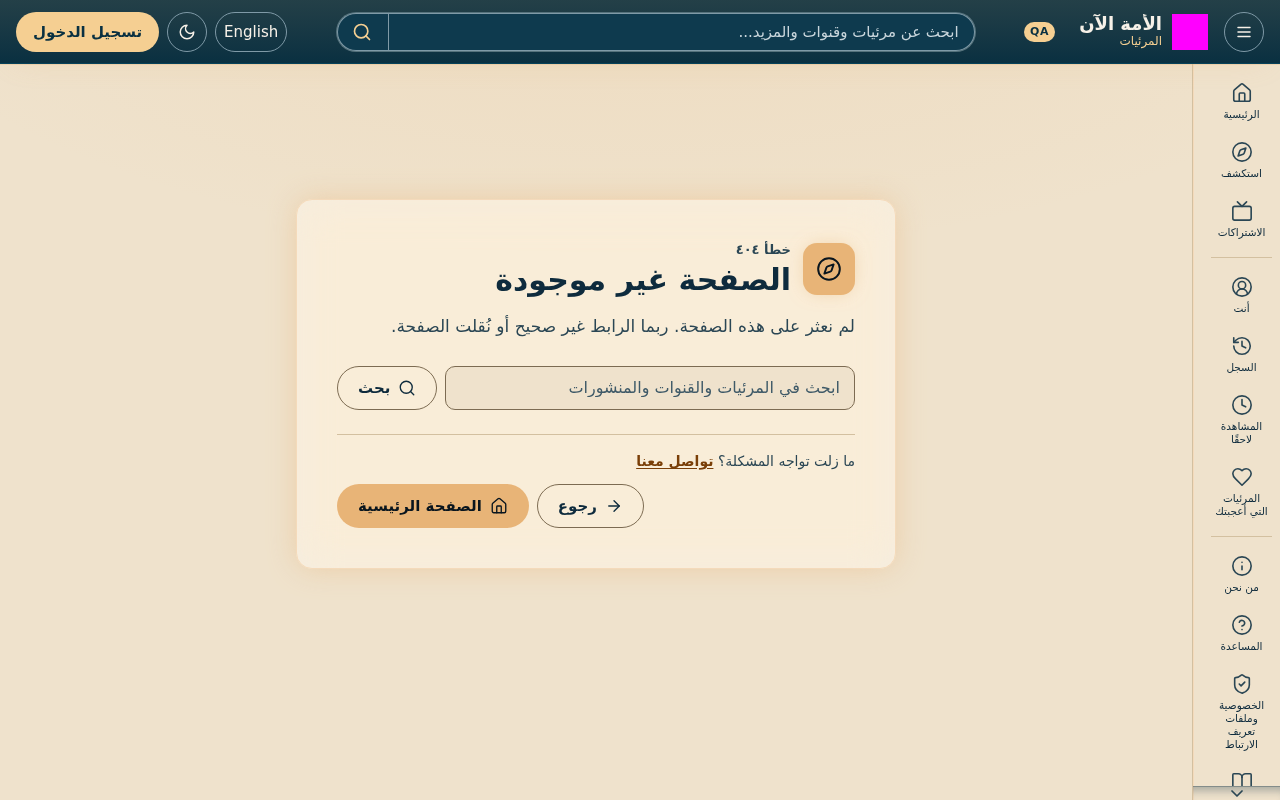 الأمة الآن
المرئيات
QA
ابحث عن مرئيات وقنوات والمزيد...
English
تسجيل الدخول
الرئيسية
استكشف
الاشتراكات
أنت
السجل
المشاهدة
لاحقًا
المرئيات
التي أعجبتك
من نحن
المساعدة
الخصوصية
وملفات
تعريف
الارتباط
خطأ ٤٠٤
الصفحة غير موجودة
لم نعثر على هذه الصفحة. ربما الرابط غير صحيح أو نُقلت الصفحة.
ابحث في المرئيات والقنوات والمنشورات
بحث
ما زلت تواجه المشكلة؟ تواصل معنا
رجوع
الصفحة الرئيسية